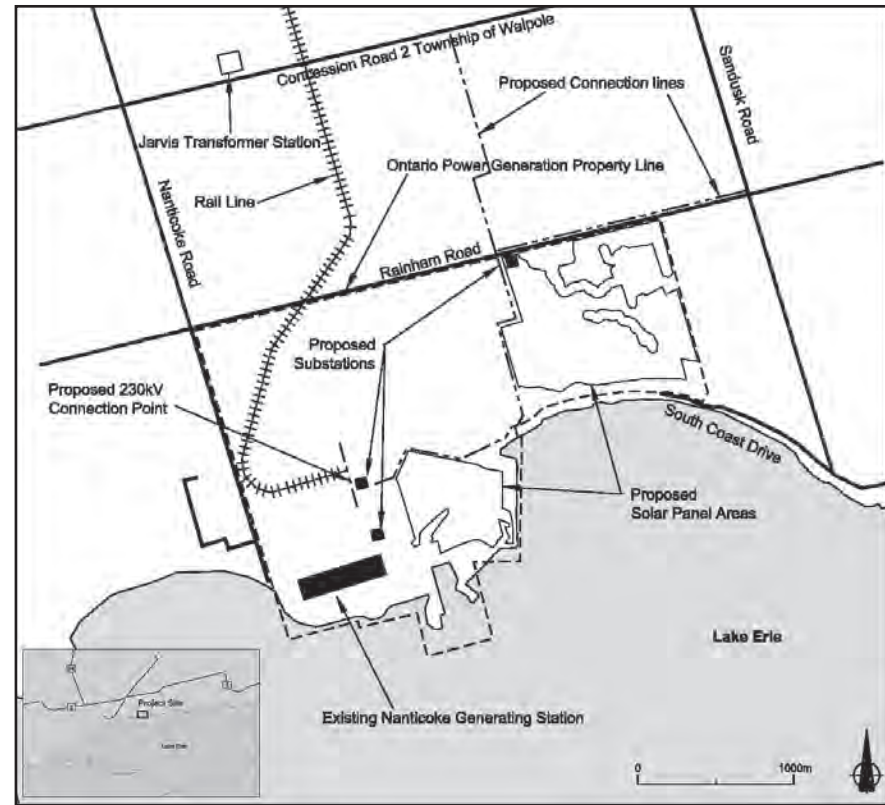 Concession Road 2 Township of Walpole
Sandusk Road
Proposed Connection lines
Jarvis Transformer Station
Ontario Power Generation Property Line
Nanticoke Road
Rail Line
Rainham Road
Proposed
Substations
Proposed 230kV
Connection Point
South Coast Drive
Proposed
Solar Panel Areas
Lake Erie
Project Site
Lake Erie
Existing Nanticoke Generating Station
0 1000m